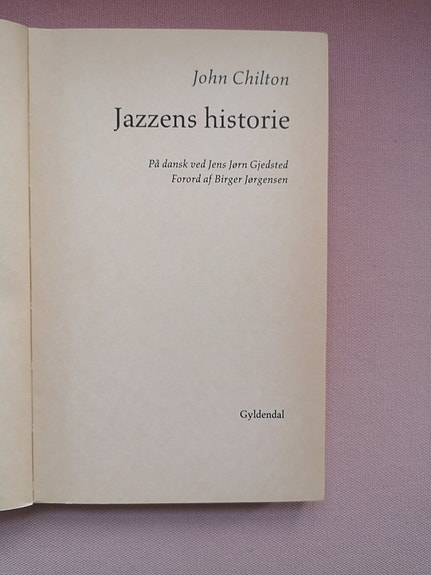 John Chilton
Jazzens historie
På dansk ved Jens Jørn Gjedsted
Forord af Birger Jørgensen
Gyldendal